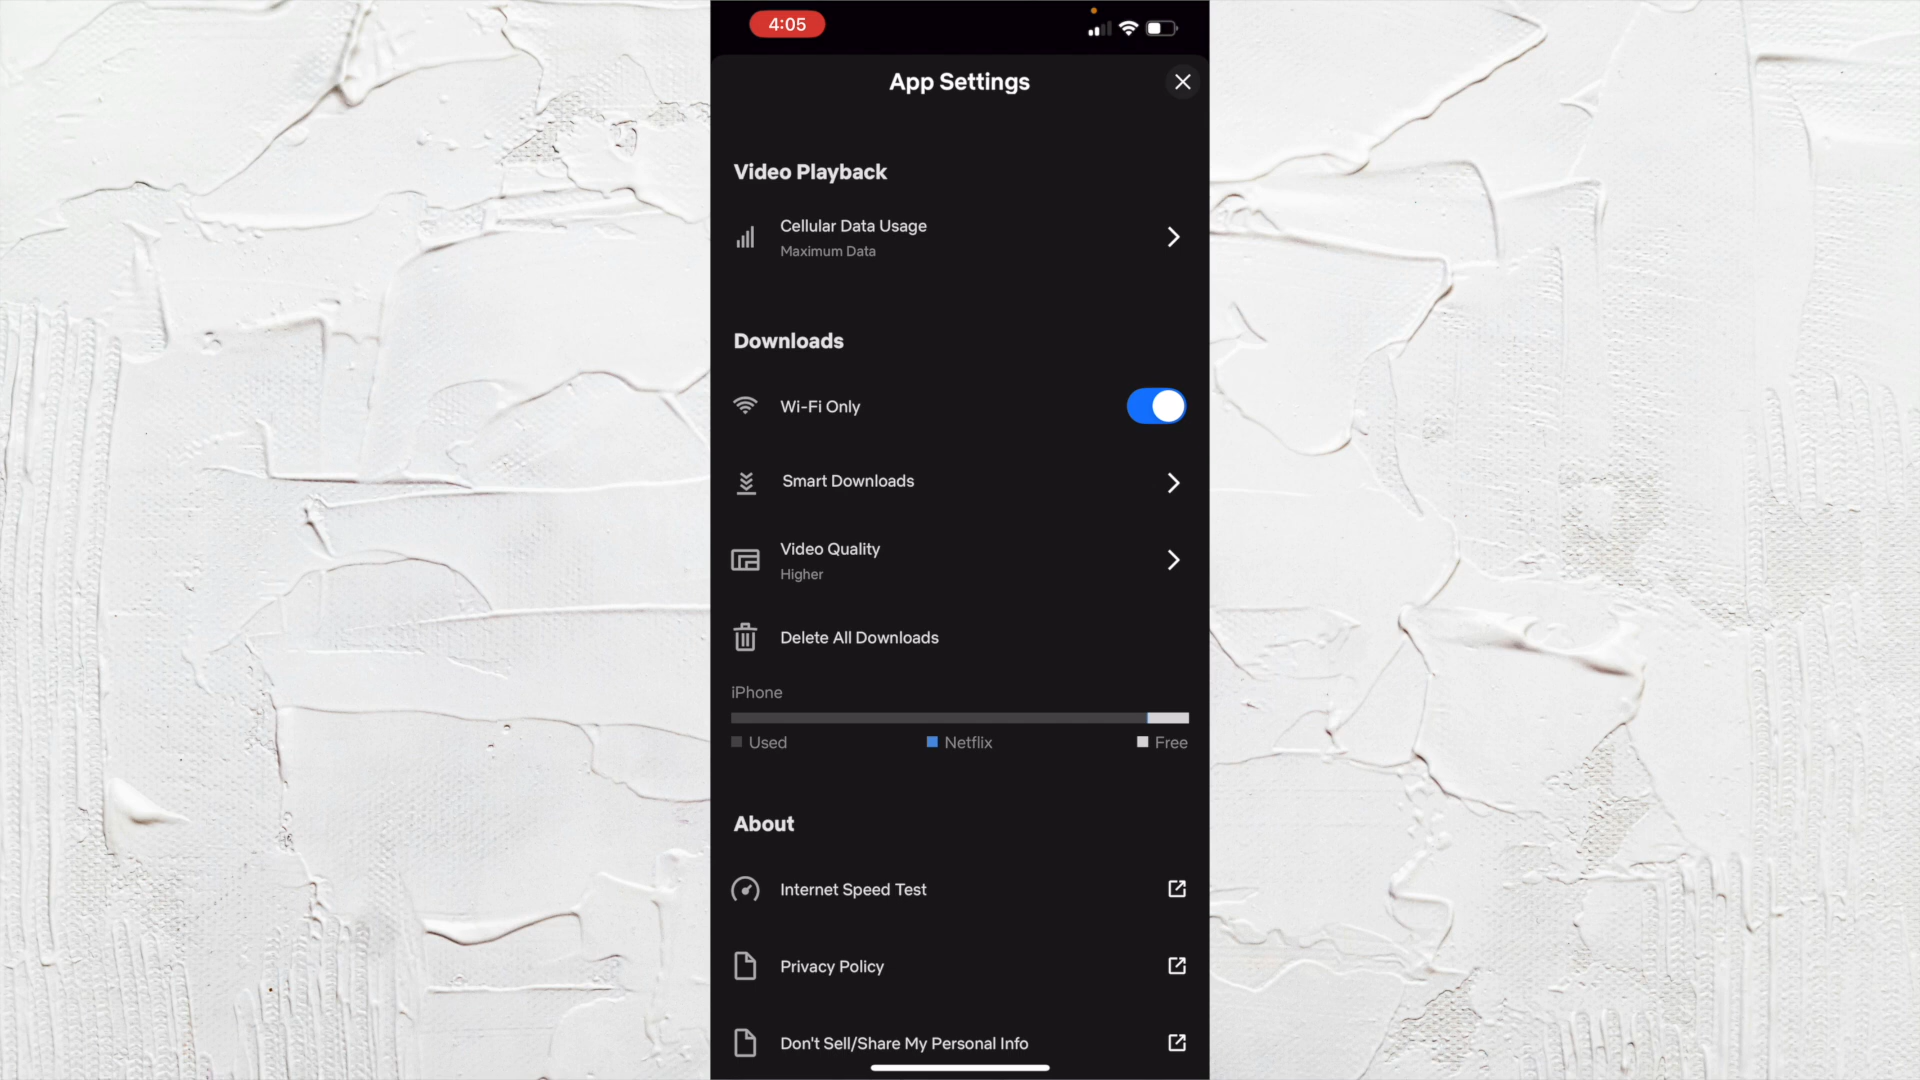 4:05
App Settings
Video Playback
Cellular Data Usage
Maximum Data
Downloads
Wi-Fi Only
Smart Downloads
Video Quality
Higher
Delete All Downloads
iPhone
Used Netflix Free
About
Internet Speed Test
Privacy Policy
Don't Sell/Share My Personal Info